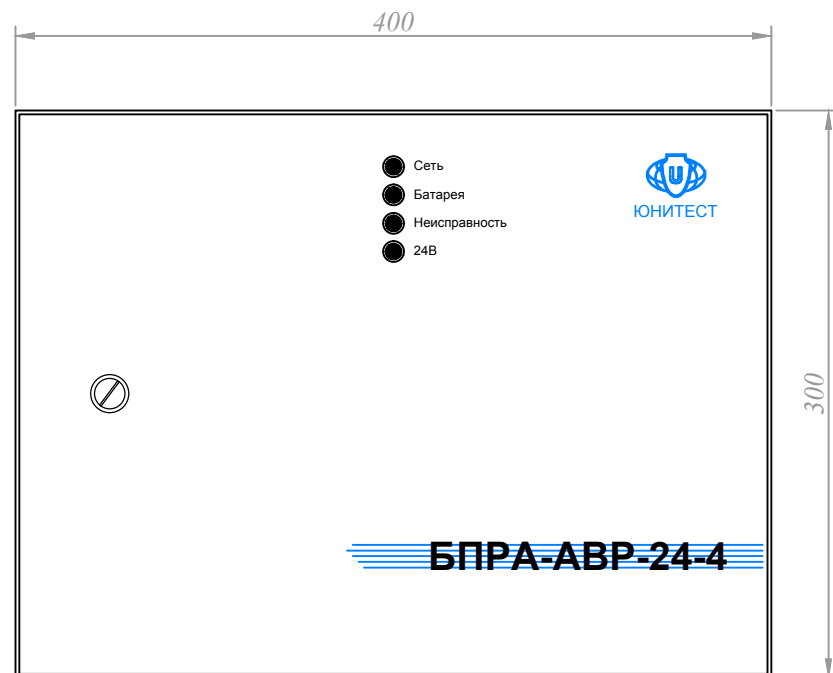 400
Сеть
Батарея
Неисправность
24В
U
ЮНИТЕСТ
300
БПРА-АВР-24-4